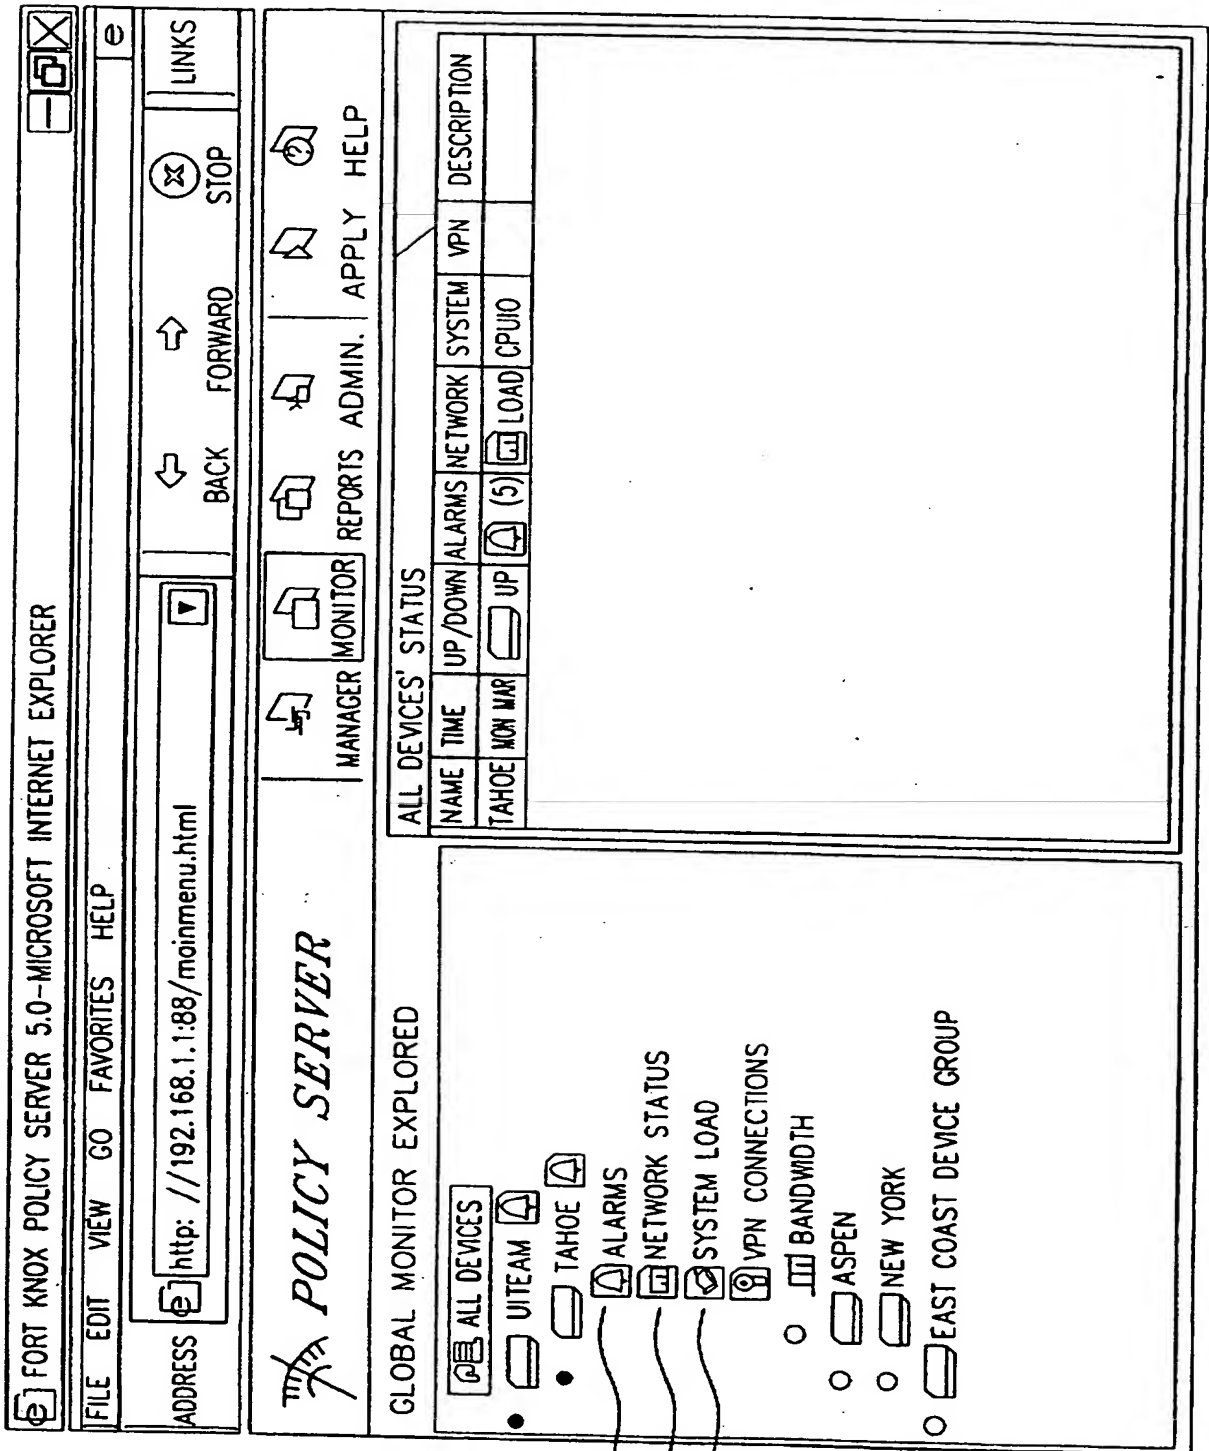 FORT KNOX POLICY SERVER 5.0-MICROSOFT INTERNET EXPLORER
FILE EDIT VIEW GO FAVORITES HELP
e
ADDRESS e http: //192.168.1.1:88/moinmenu.html
BACK FORWARD STOP
LINKS
POLICY SERVER
MANAGER MONITOR REPORTS ADMIN. APPLY HELP
GLOBAL MONITOR EXPLORED
ALL DEVICES
UITEAM
TAHOE
ALARMS
NETWORK STATUS
SYSTEM LOAD
VPN CONNECTIONS
BANDWIDTH
ASPEN
NEW YORK
EAST COAST DEVICE GROUP
ALL DEVICES' STATUS
NAME TIME UP/DOWN ALARMS NETWORK SYSTEM VPN DESCRIPTION
TAHOE MON MAR UP (5) LOAD CPUIO